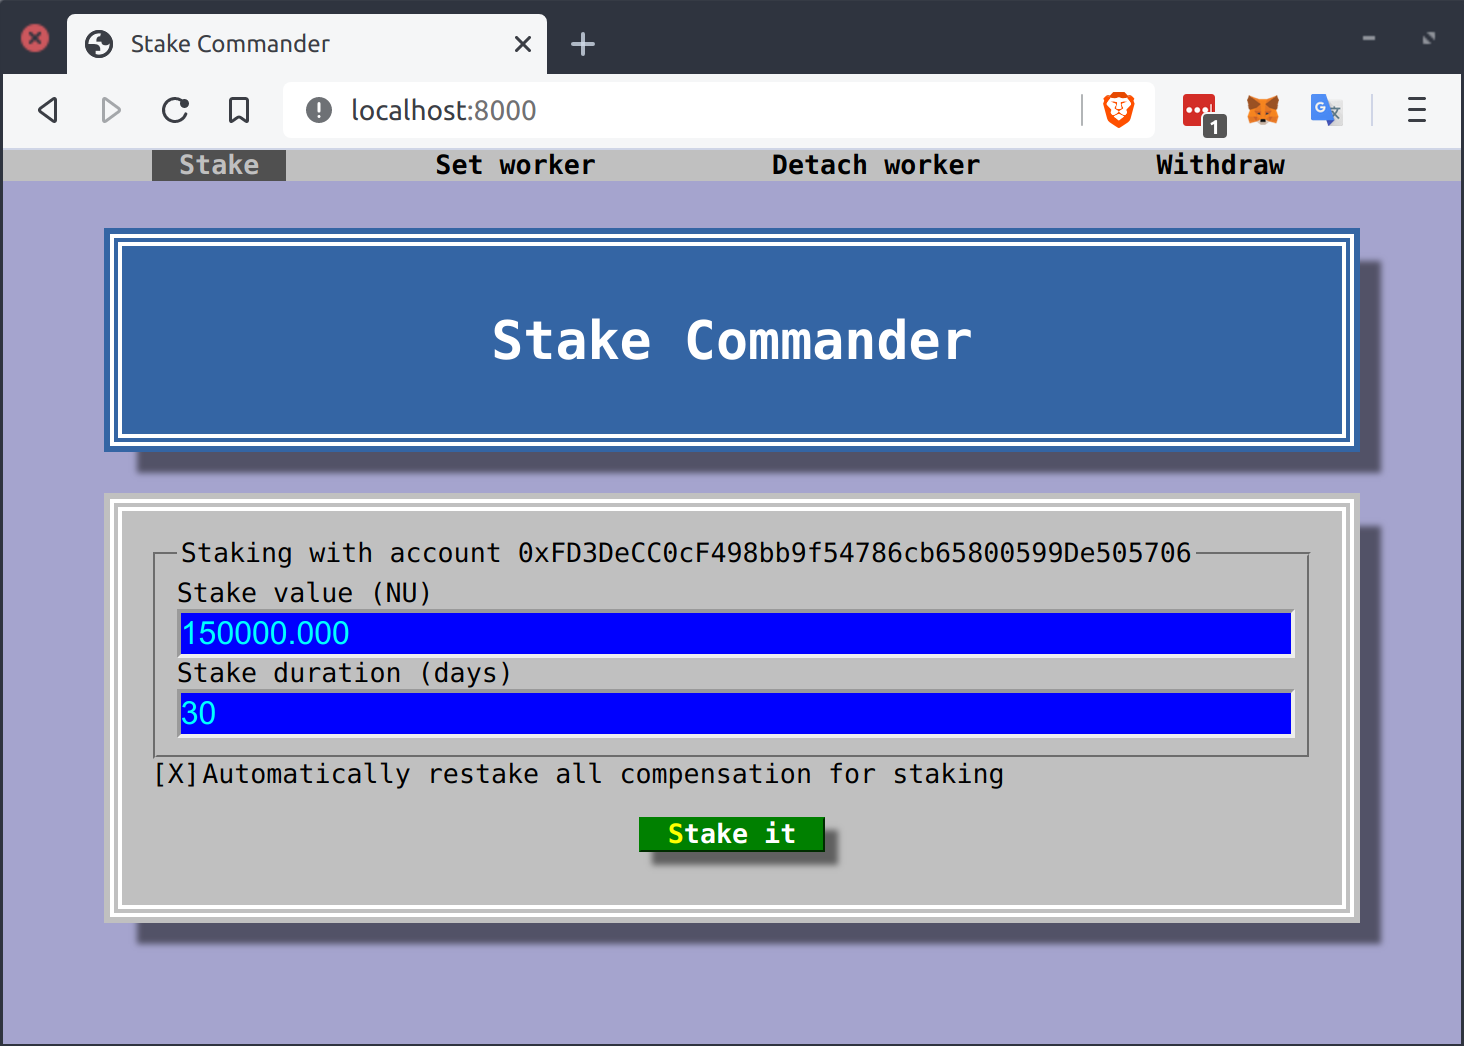 Stake Commander
localhost:8000
1
Stake Set worker Detach worker Withdraw
Stake Commander
Staking with account 0xFD3DeCC0cF498bb9f54786cb65800599De505706
Stake value (NU)
150000.000
Stake duration (days)
30
[X]Automatically restake all compensation for staking
Stake it